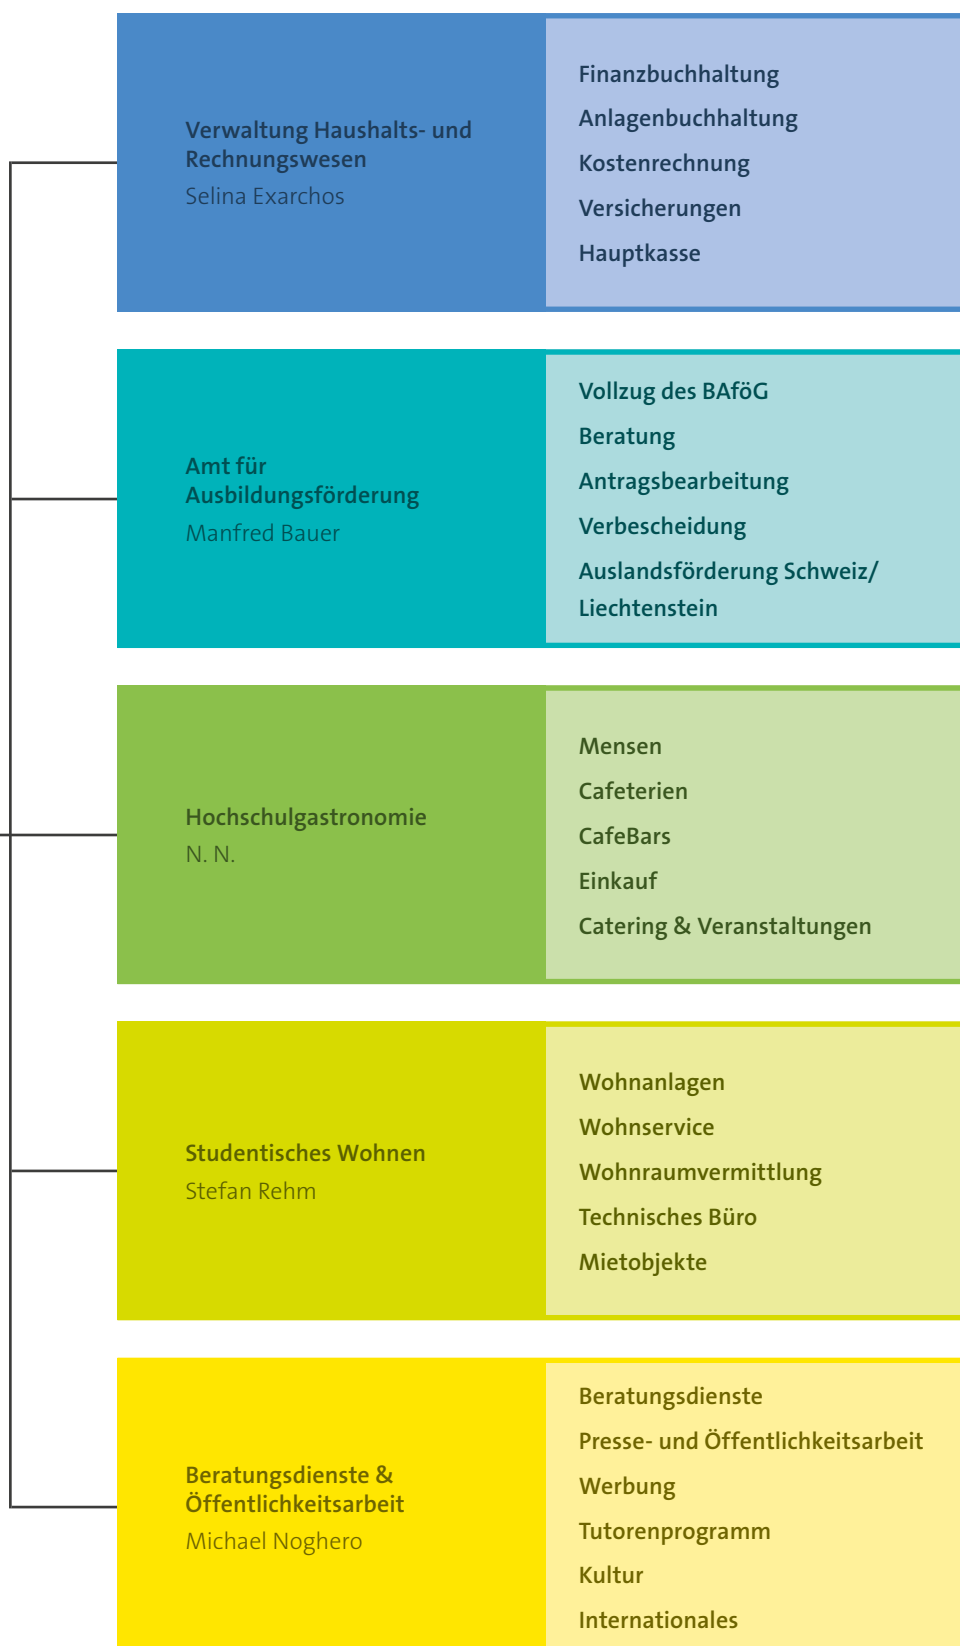 Verwaltung Haushalts- und
Rechnungswesen
Selina Exarchos
Finanzbuchhaltung
Anlagenbuchhaltung
Kostenrechnung
Versicherungen
Hauptkasse
Amt für
Ausbildungsförderung
Manfred Bauer
Vollzug des BAföG
Beratung
Antragsbearbeitung
Verbescheidung
Auslandsförderung Schweiz/
Liechtenstein
Hochschulgastronomie
N. N.
Mensen
Cafeterien
CafeBars
Einkauf
Catering & Veranstaltungen
Studentisches Wohnen
Stefan Rehm
Wohnanlagen
Wohnservice
Wohnraumvermittlung
Technisches Büro
Mietobjekte
Beratungsdienste &
Öffentlichkeitsarbeit
Michael Noghero
Beratungsdienste
Presse- und Öffentlichkeitsarbeit
Werbung
Tutorenprogramm
Kultur
Internationales